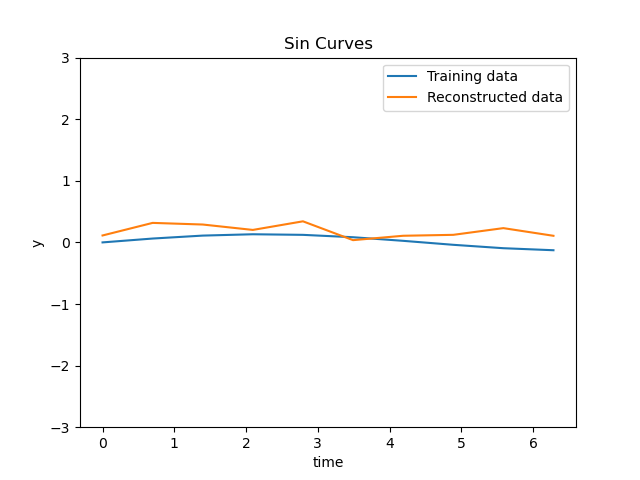 Sin Curves
Training data
Reconstructed data
3
2
1
0
−1
−2
−3
y
0 1 2 3 4 5 6
time